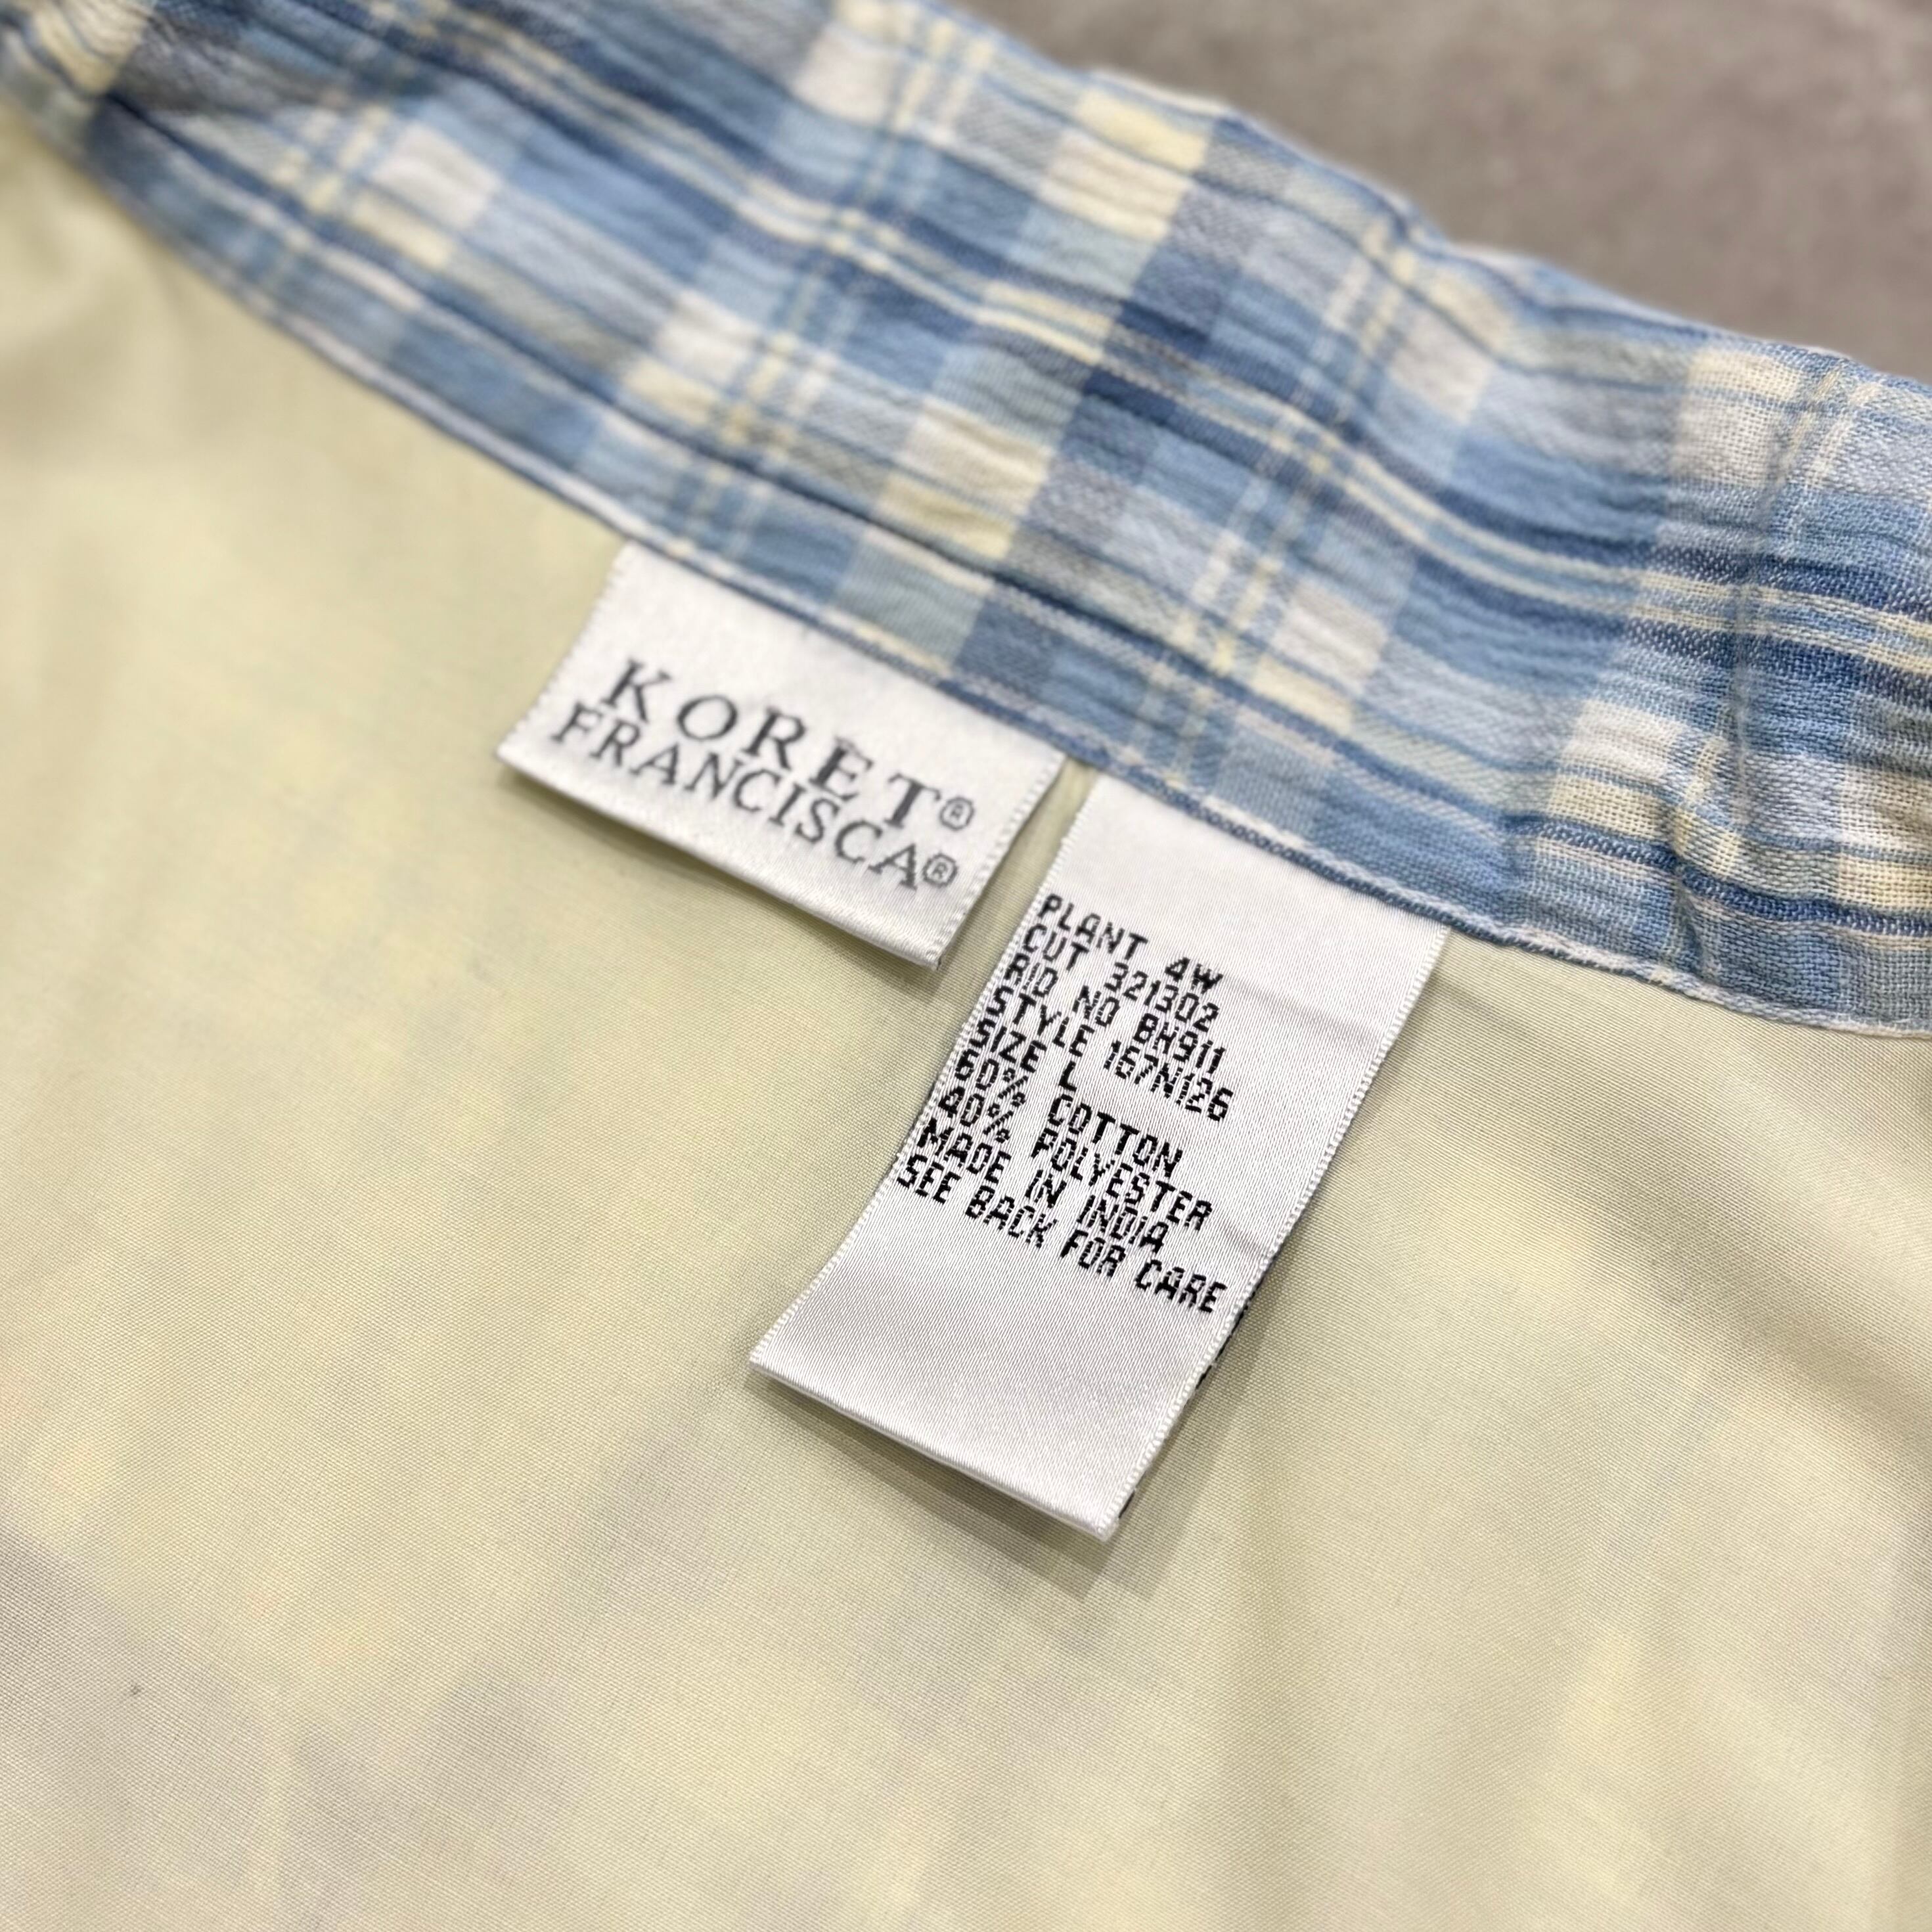 KORET®
FRANCISCA®
PLANT 4W
CUT 321302
RID NO BH911
STYLE 167N126
SIZE L
60% COTTON
40% POLYESTER
MADE IN INDIA
SEE BACK FOR CARE